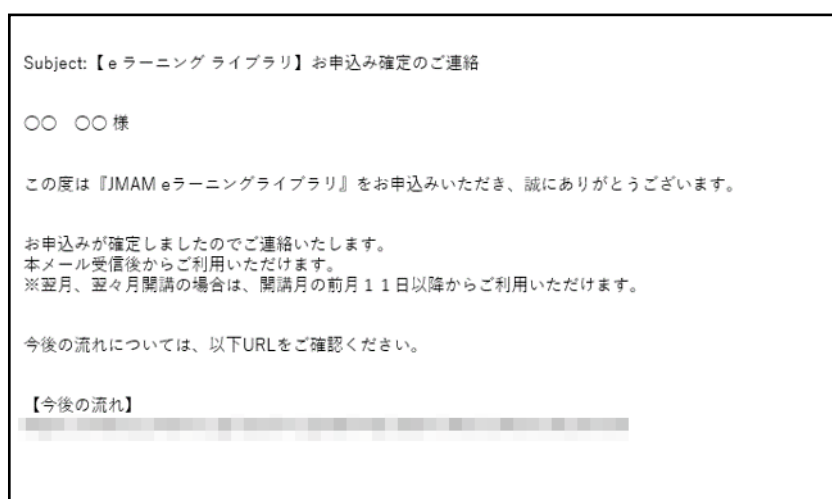 Subject:【 e ラーニング ライブラリ】お申込み確定のご連絡
〇〇　〇〇 様
この度は『JMAM eラーニングライブラリ』をお申込みいただき、誠にありがとうございます。
お申込みが確定しましたのでご連絡いたします。
本メール受信後からご利用いただけます。
※翌月、翌々月開講の場合は、開講月の前月１１日以降からご利用いただけます。
今後の流れについては、以下URLをご確認ください。
【今後の流れ】